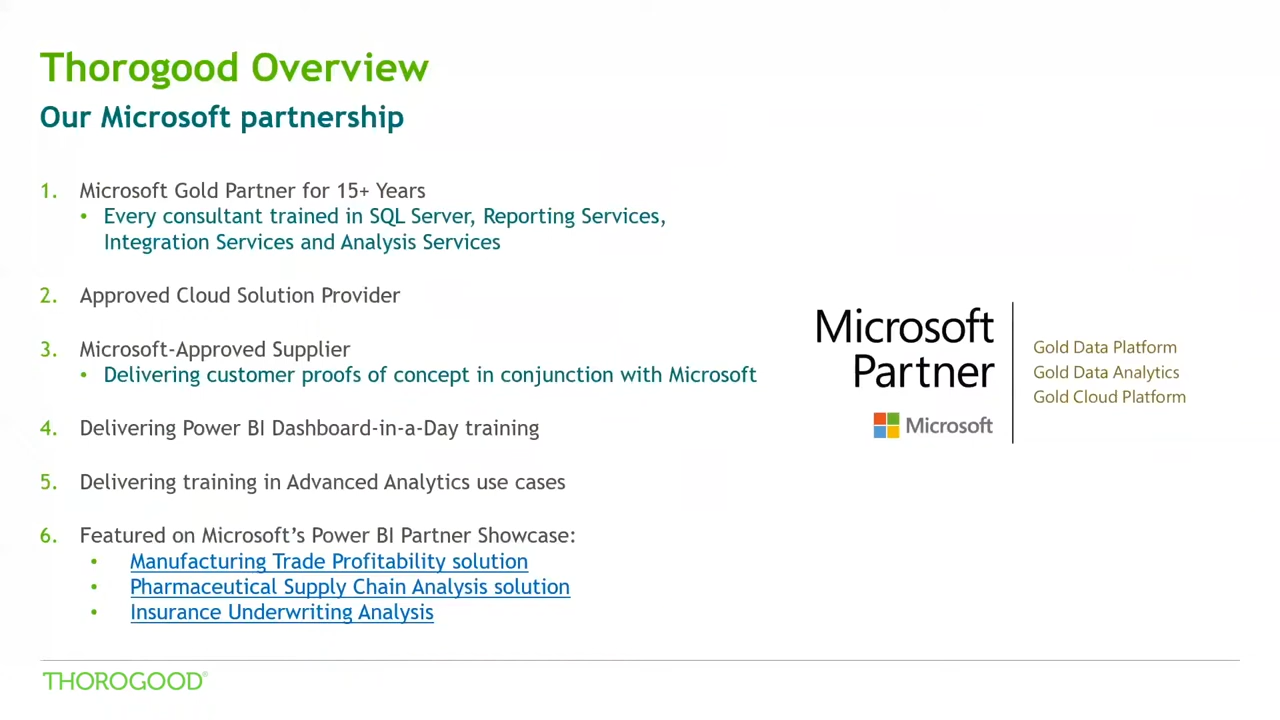 Thorogood Overview
Our Microsoft partnership
1. Microsoft Gold Partner for 15+ Years
• Every consultant trained in SQL Server, Reporting Services,
Integration Services and Analysis Services
2. Approved Cloud Solution Provider
3. Microsoft-Approved Supplier
• Delivering customer proofs of concept in conjunction with Microsoft
4. Delivering Power BI Dashboard-in-a-Day training
5. Delivering training in Advanced Analytics use cases
6. Featured on Microsoft’s Power BI Partner Showcase:
• Manufacturing Trade Profitability solution
• Pharmaceutical Supply Chain Analysis solution
• Insurance Underwriting Analysis
Microsoft
Partner
Microsoft
Gold Data Platform
Gold Data Analytics
Gold Cloud Platform
THOROGOOD®